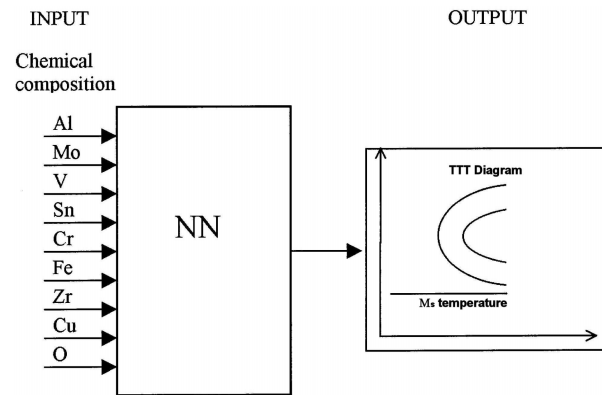 INPUT
OUTPUT
Chemical
composition
Al
Mo
V
Sn
Cr
Fe
Zr
Cu
O
NN
TTT Diagram
Ms temperature